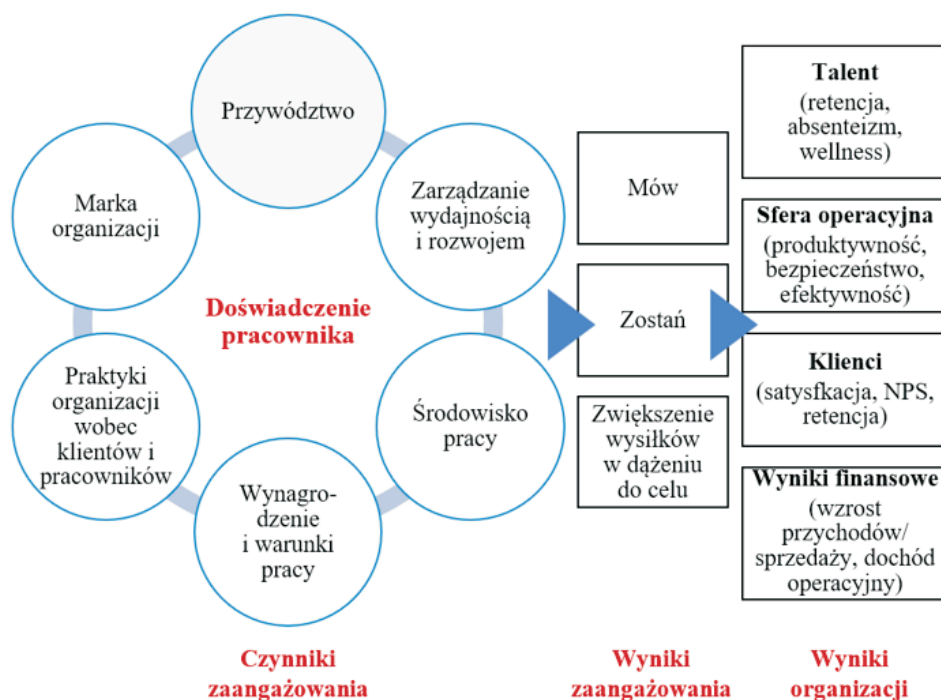 Przywództwo
Marka
organizacji
Zarządzanie
wydajnością
i rozwojem
Doświadczenie
pracownika
Praktyki
organizacji
wobec
klientów i
pracowników
Środowisko
pracy
Wynagro-
dzenie
i warunki
pracy
Czynniki
zaangażowania
Mów
Zostań
Zwiększenie
wysiłków
w dążeniu
do celu
Wyniki
zaangażowania
Talent
(retencja,
absenteizm,
wellness)
Sfera operacyjna
(produktywność,
bezpieczeństwo,
efektywność)
Klienci
(satysfkacja, NPS,
retencja)
Wyniki finansowe
(wzrost
przychodów/
sprzedaży, dochód
operacyjny)
Wyniki
organizacji